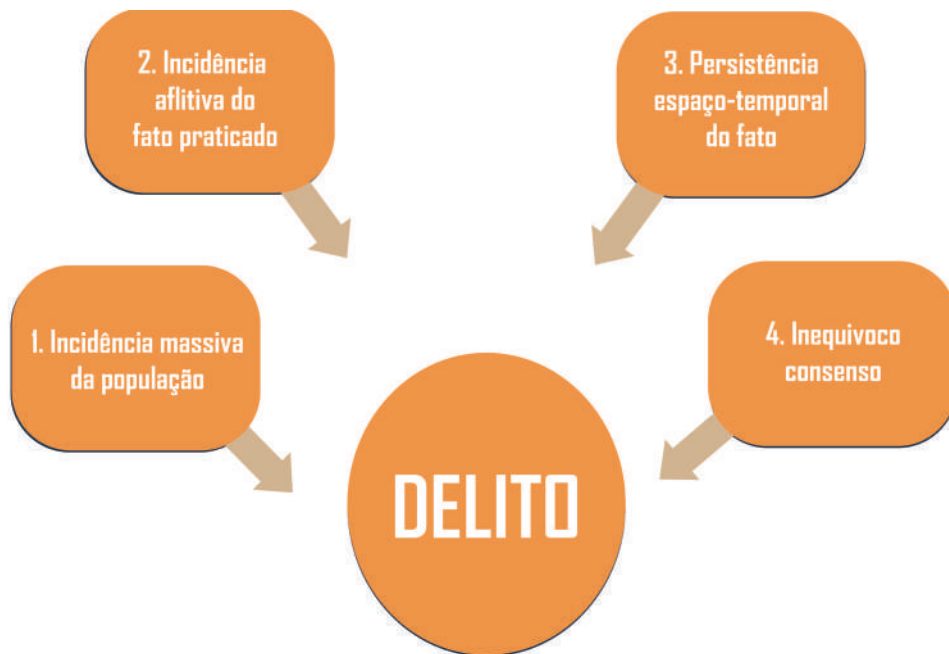 2. Incidência
aflitiva do
fato praticado
3. Persistência
espaço-temporal
do fato
1. Incidência massiva
da população
4. Inequivoco
consenso
DELITO